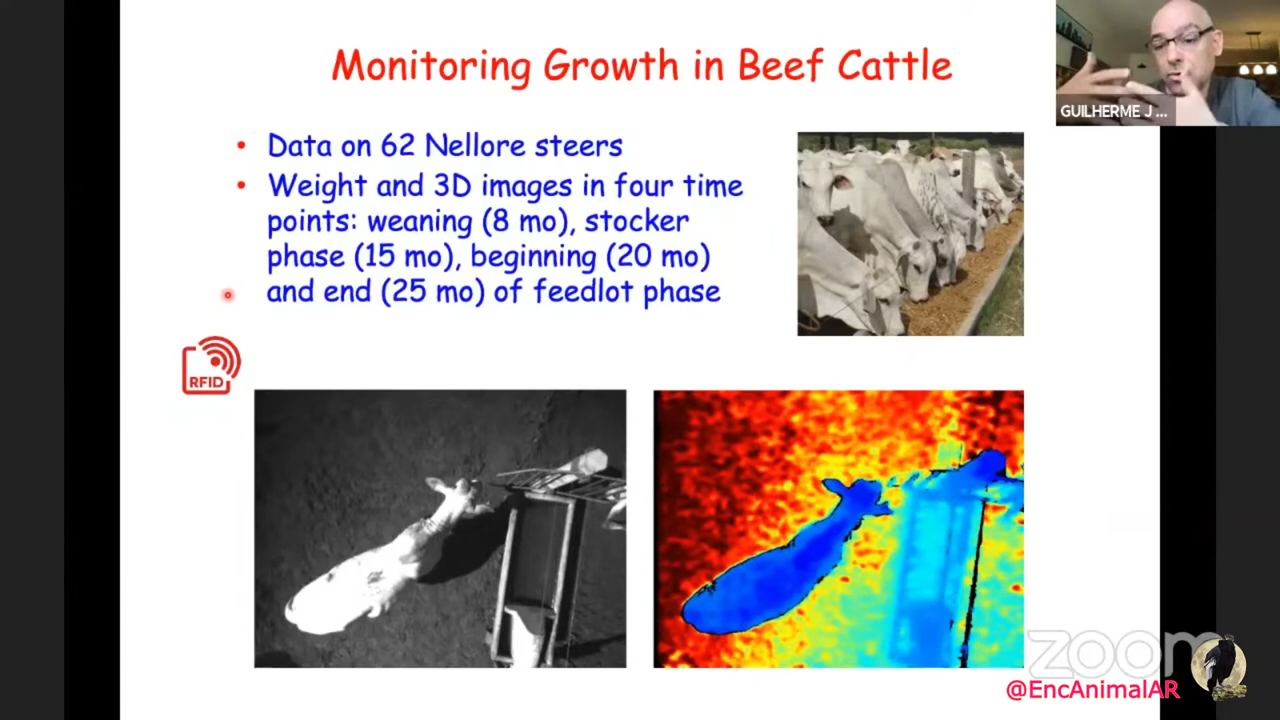 Monitoring Growth in Beef Cattle
GUILHERME J ...
• Data on 62 Nellore steers
• Weight and 3D images in four time
points: weaning (8 mo), stocker
phase (15 mo), beginning (20 mo)
and end (25 mo) of feedlot phase
RFID
zoom
@EncAnimalAR